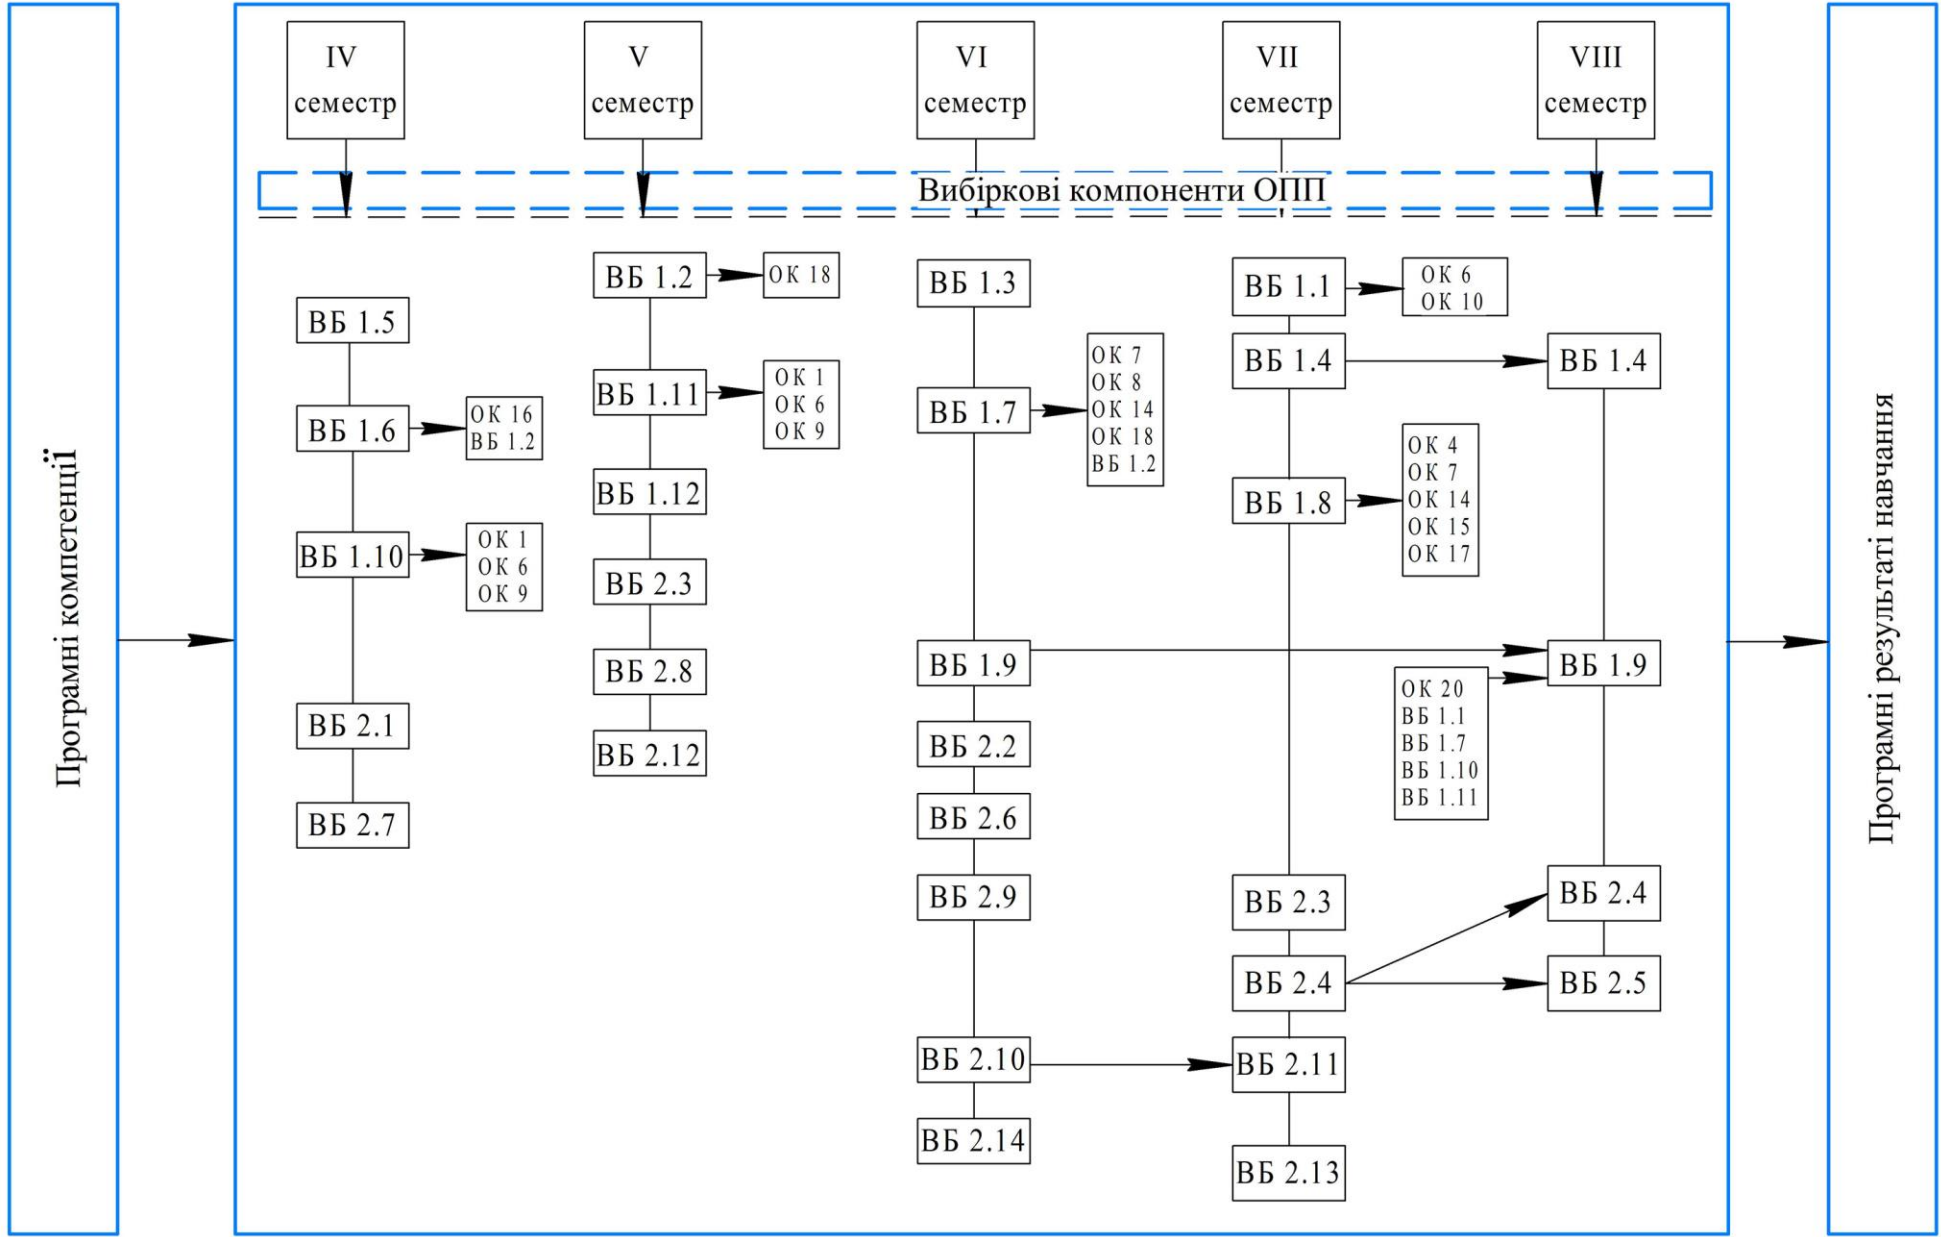 Програмні компетенції
IV
семестр
V
семестр
VI
семестр
VII
семестр
VIII
семестр
Вибіркові компоненти ОПП
ВБ 1.5
ВБ 1.6
ОК 16
ВБ 1.2
ВБ 1.10
ОК 1
ОК 6
ОК 9
ВБ 2.1
ВБ 2.7
ВБ 1.2
ОК 18
ВБ 1.11
ОК 1
ОК 6
ОК 9
ВБ 1.12
ВБ 2.3
ВБ 2.8
ВБ 2.12
ВБ 1.3
ВБ 1.7
ОК 7
ОК 8
ОК 14
ОК 18
ВБ 1.2
ВБ 1.9
ВБ 2.2
ВБ 2.6
ВБ 2.9
ВБ 2.10
ВБ 2.14
ВБ 1.1
ОК 6
ОК 10
ВБ 1.4
ВБ 1.8
ОК 4
ОК 7
ОК 14
ОК 15
ОК 17
ВБ 2.3
ВБ 2.4
ВБ 2.11
ВБ 2.13
ВБ 1.4
ВБ 1.9
ОК 20
ВБ 1.1
ВБ 1.7
ВБ 1.10
ВБ 1.11
ВБ 2.4
ВБ 2.5
Програмні результаті навчання